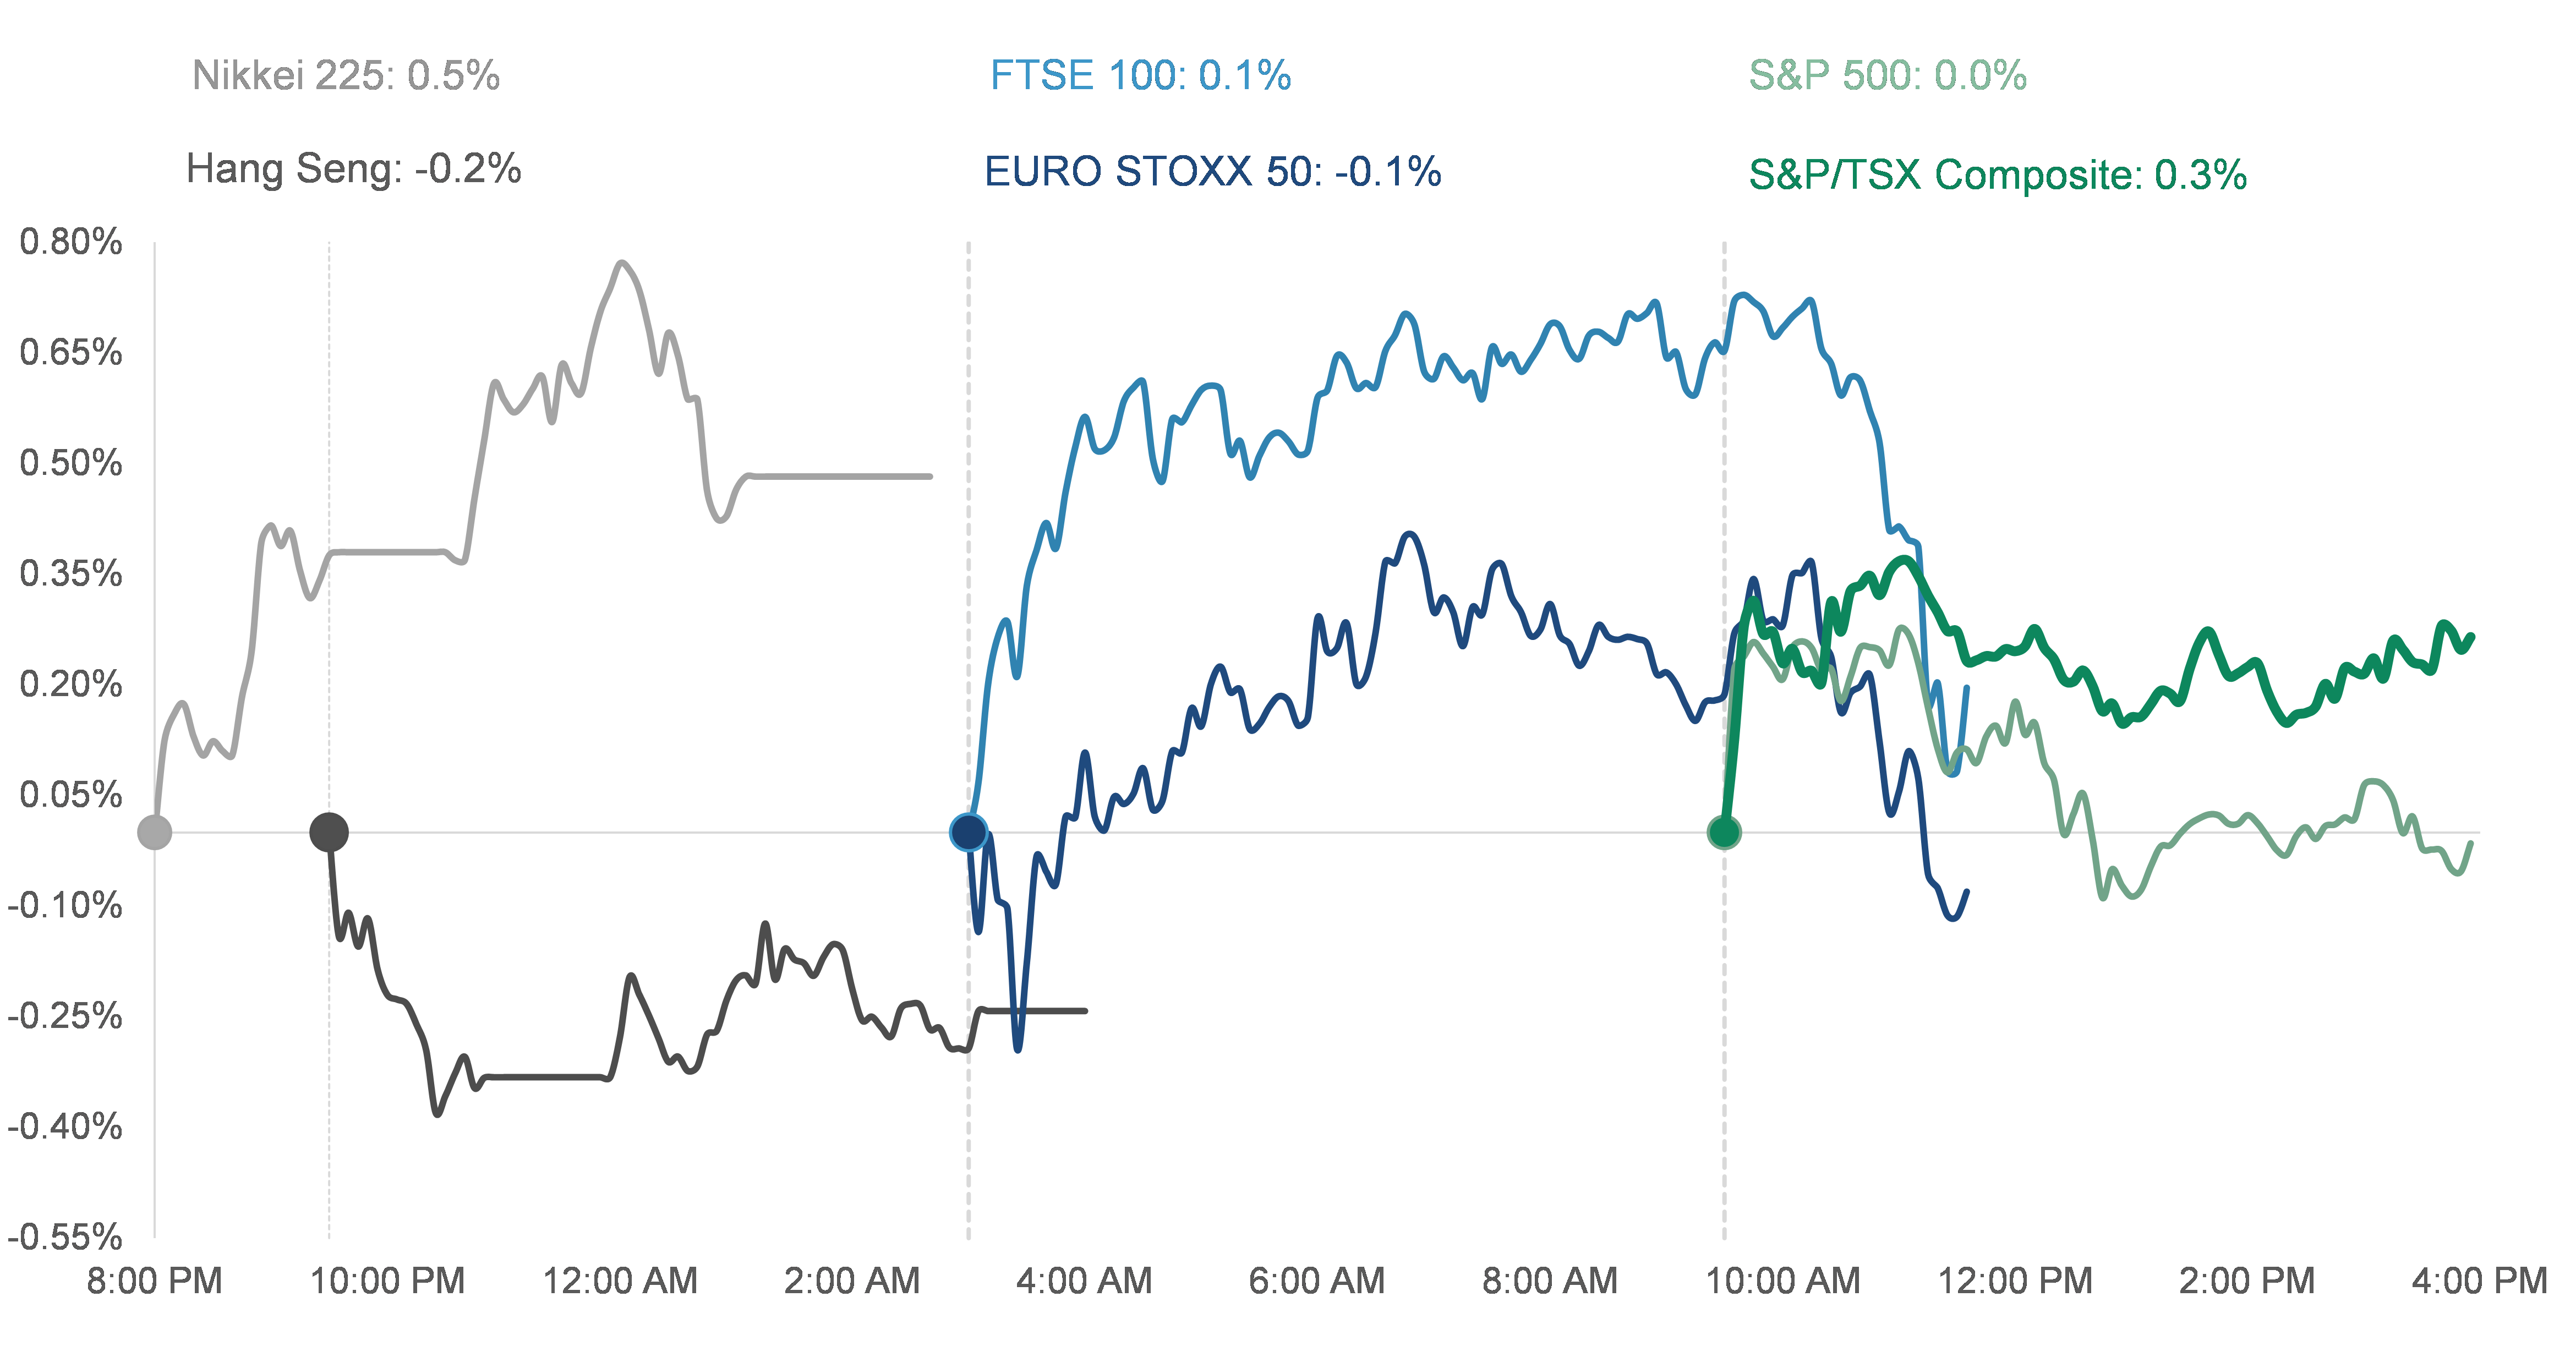 Nikkei 225: 0.5%
FTSE 100: 0.1%
S&P 500: 0.0%
Hang Seng: -0.2%
EURO STOXX 50: -0.1%
S&P/TSX Composite: 0.3%
0.80%
0.65%
0.50%
0.35%
0.20%
0.05%
-0.10%
-0.25%
-0.40%
-0.55%
8:00 PM
10:00 PM
12:00 AM
2:00 AM
4:00 AM
6:00 AM
8:00 AM
10:00 AM
12:00 PM
2:00 PM
4:00 PM